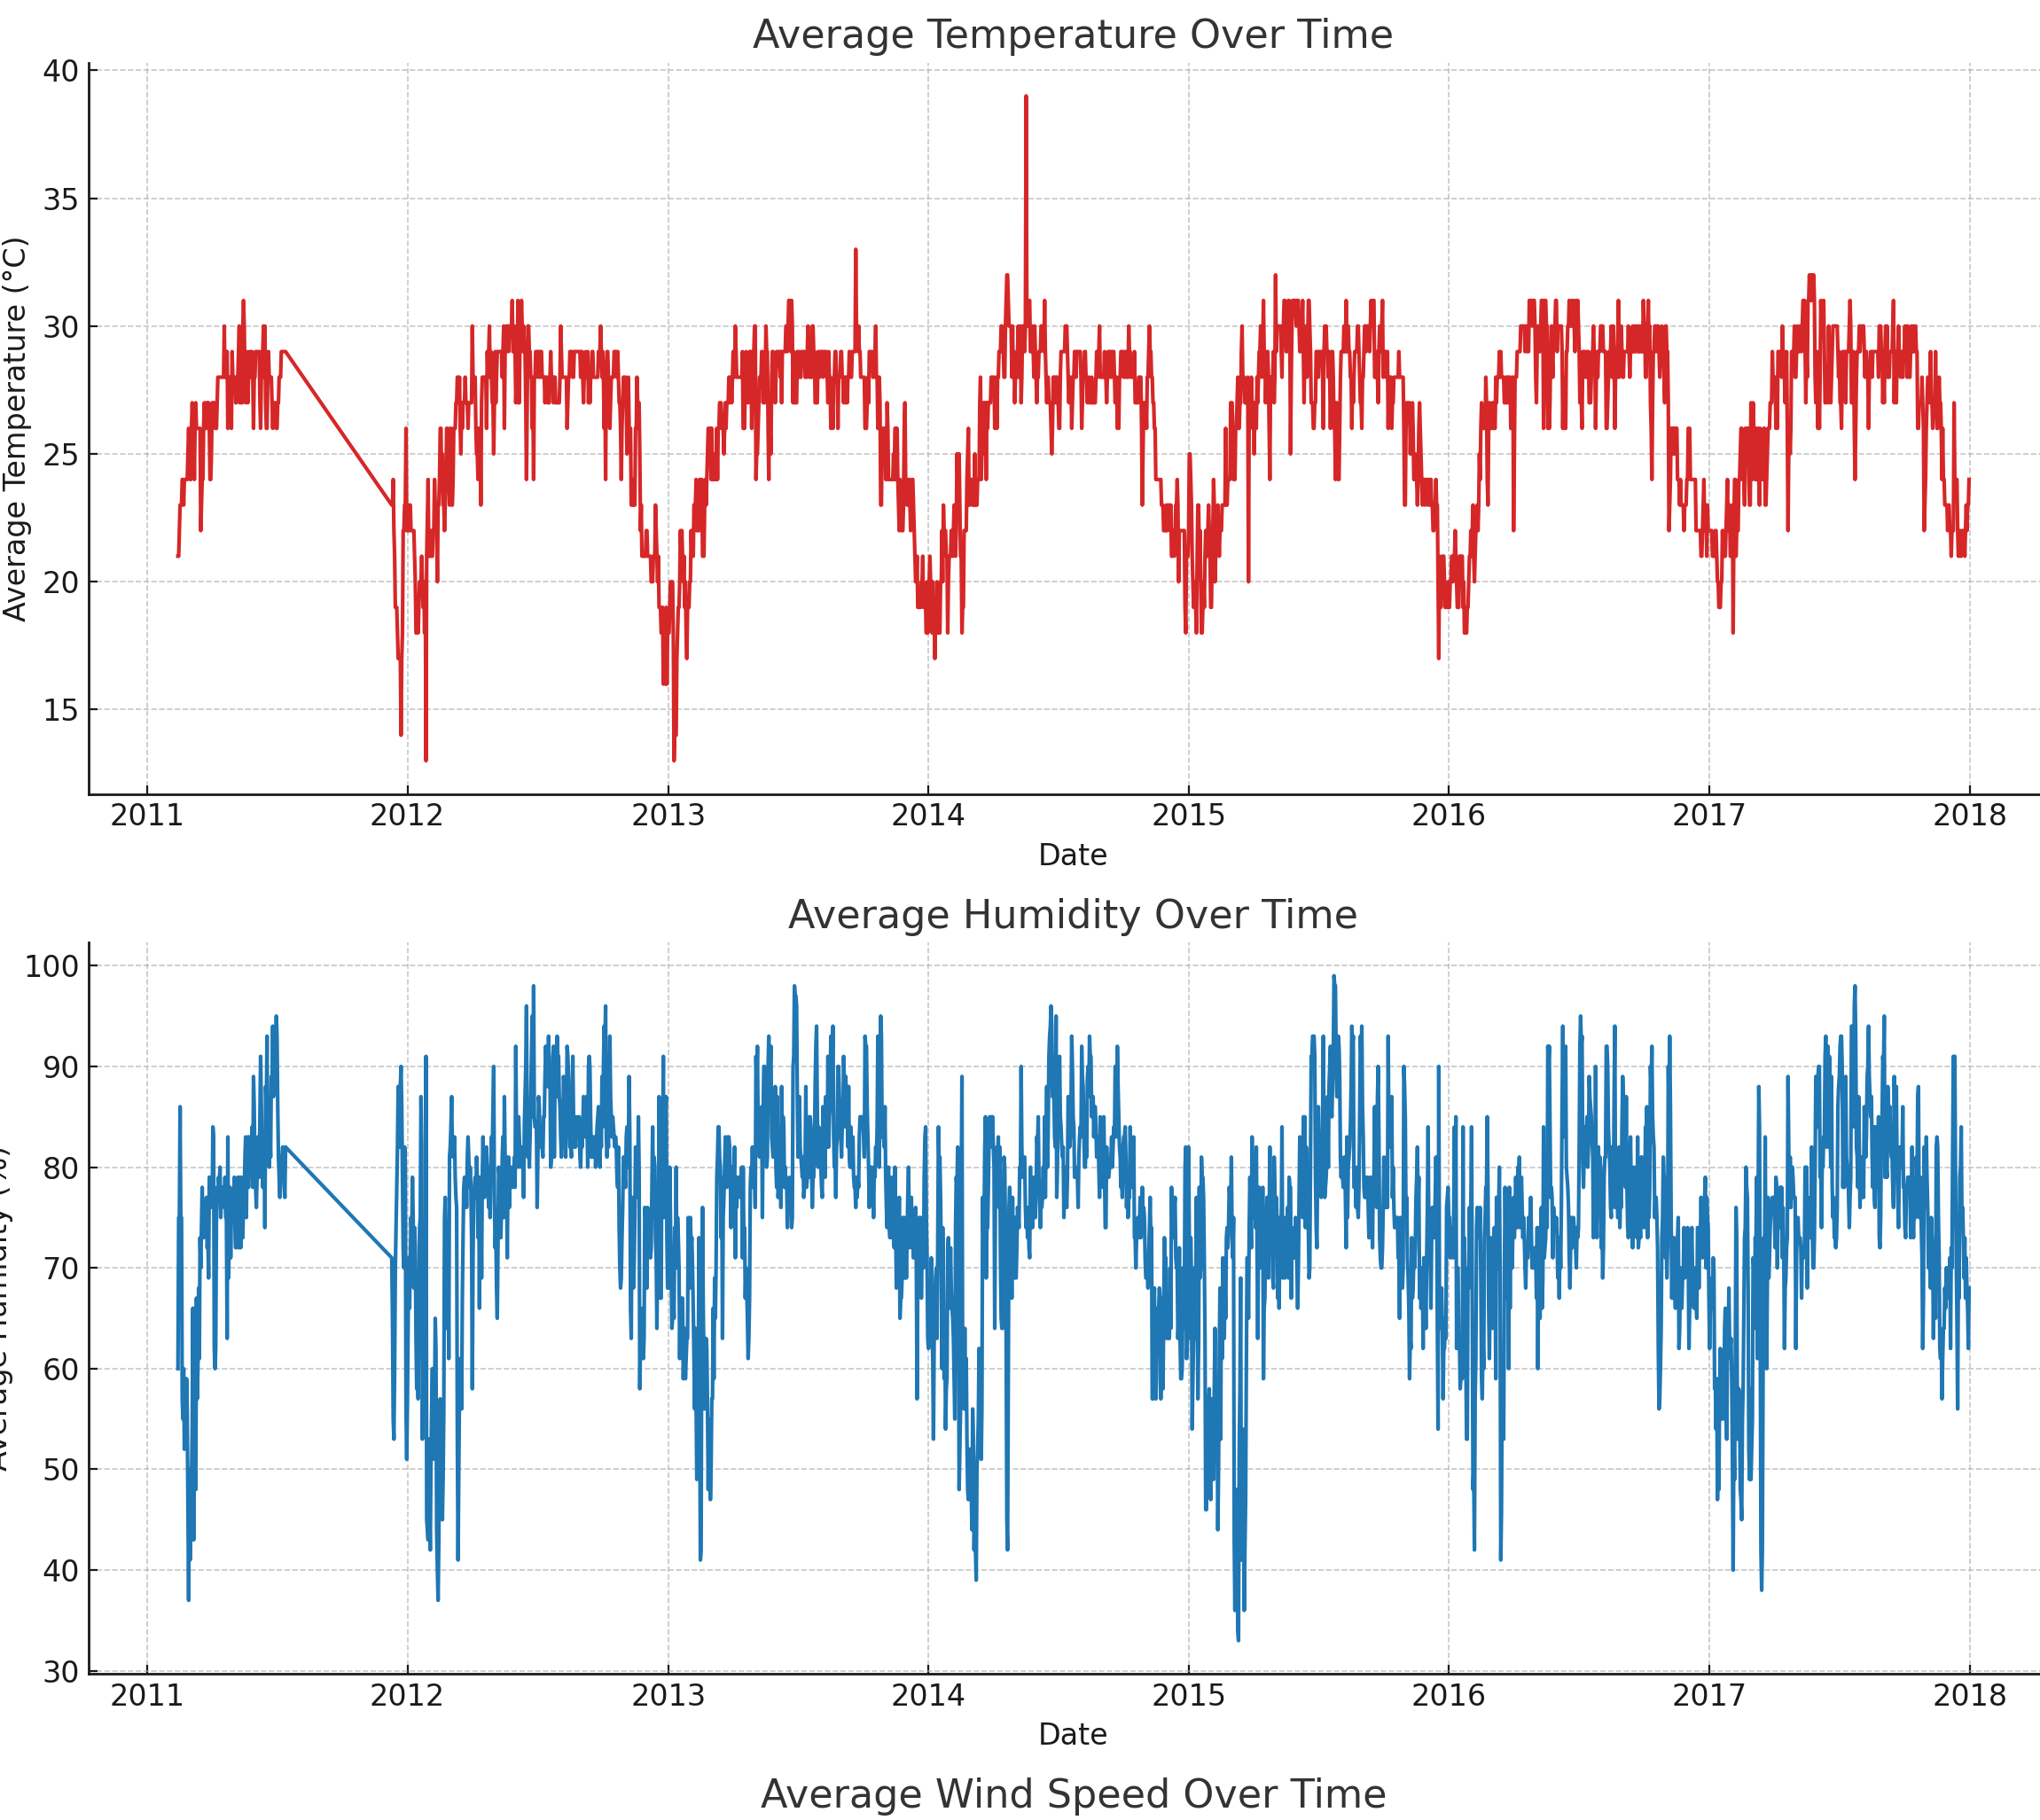 Average Temperature Over Time
40
35
30
25
20
15
Average Temperature (°C)
2011 2012 2013 2014 2015 2016 2017 2018
Date
Average Humidity Over Time
100
90
80
70
60
50
40
30
Average Humidity (%)
2011 2012 2013 2014 2015 2016 2017 2018
Date
Average Wind Speed Over Time